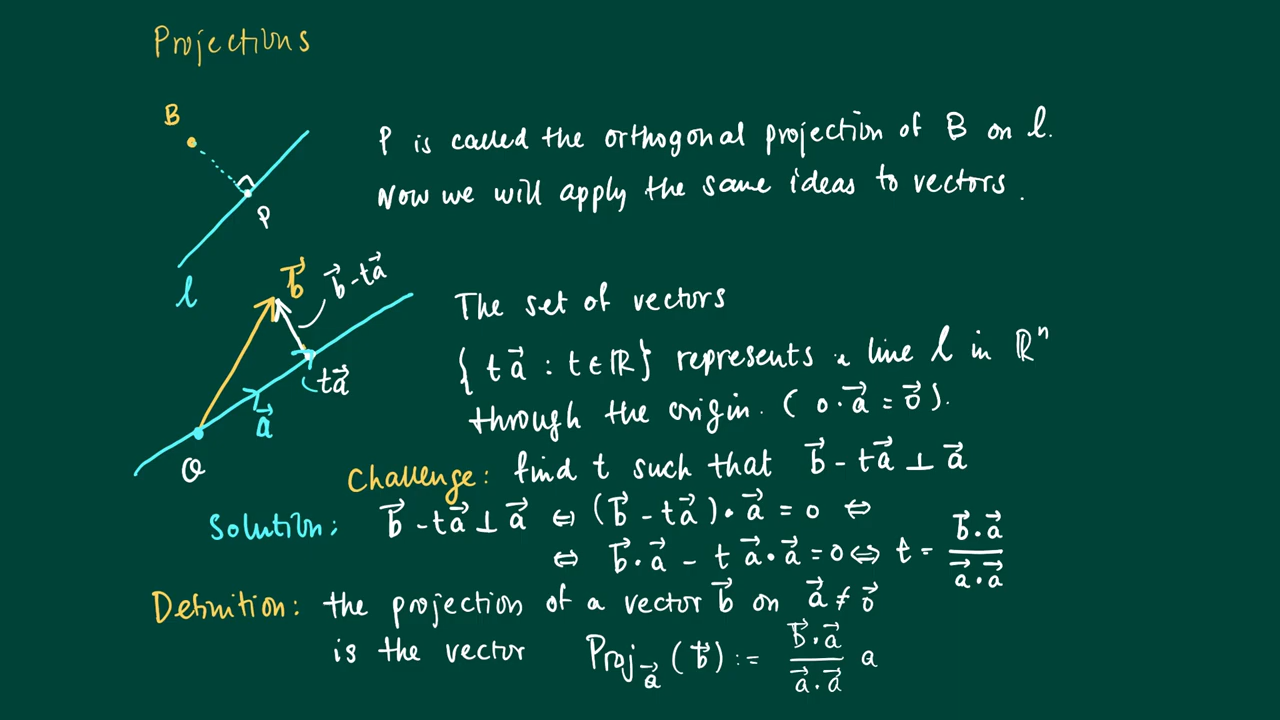 Projections
B
P
l
P is called the orthogonal projection of B on l.
Now we will apply the same ideas to vectors.
b⃗
b⃗ - ta⃗
ta⃗
a⃗
O
The set of vectors
{ta⃗ : t ∈ ℝ} represents a line l in ℝⁿ
through the origin. (0·a⃗ = 0⃗).
Challenge: find t such that b⃗ - ta⃗ ⊥ a⃗
Solution: b⃗ - ta⃗ ⊥ a⃗ ⇔ (b⃗ - ta⃗)·a⃗ = 0 ⇔
⇔ b⃗·a⃗ - t a⃗·a⃗ = 0 ⇔ t = b⃗·a⃗ / a⃗·a⃗
Definition: the projection of a vector b⃗ on a⃗ ≠ 0⃗
is the vector Proj_a⃗ (b⃗) := b⃗·a⃗ / a⃗·a⃗ a